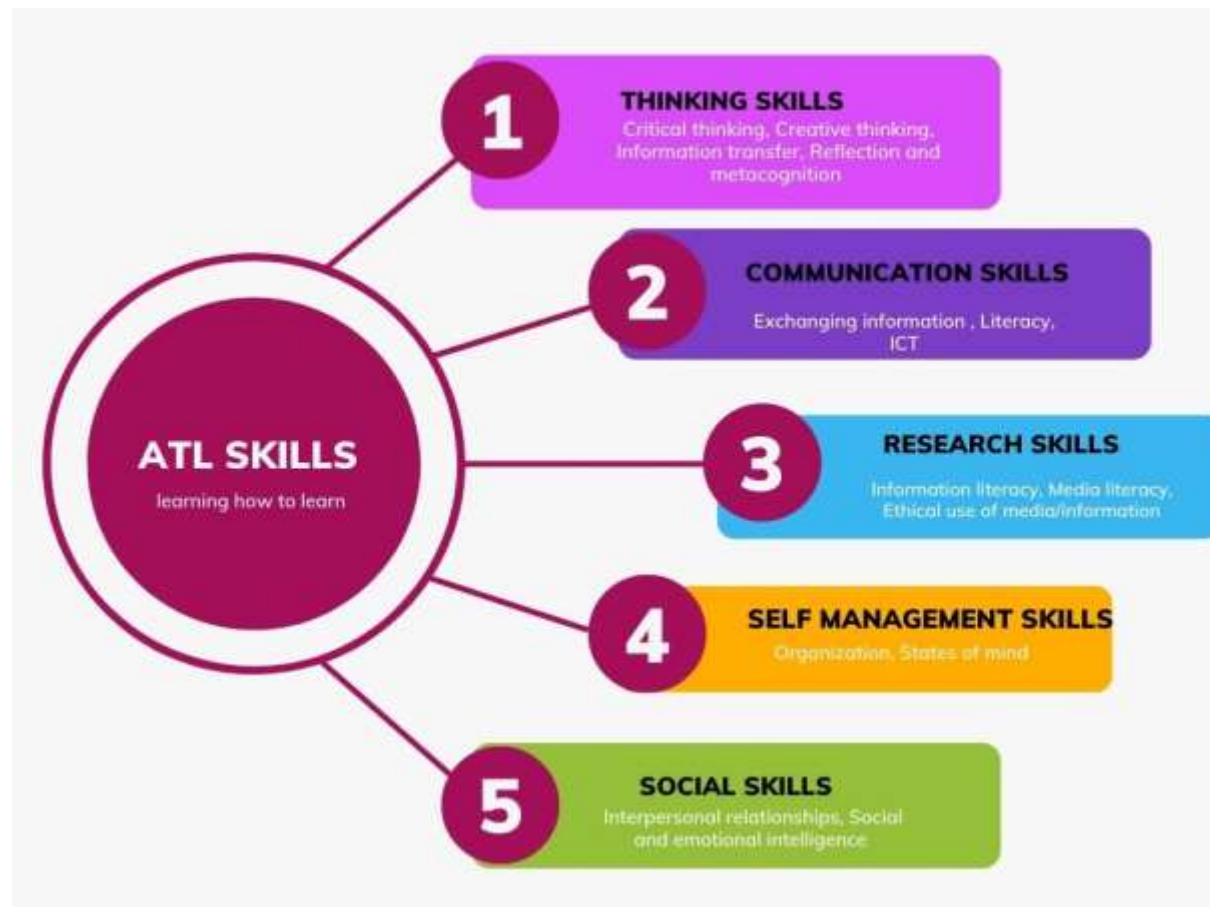 ATL SKILLS
learning how to learn
1
THINKING SKILLS
Critical thinking, Creative thinking,
Information transfer, Reflection and
metacognition
2
COMMUNICATION SKILLS
Exchanging information , Literacy,
ICT
3
RESEARCH SKILLS
Information literacy, Media literacy,
Ethical use of media/information
4
SELF MANAGEMENT SKILLS
Organization, States of mind
5
SOCIAL SKILLS
Interpersonal relationships, Social
and emotional intelligence